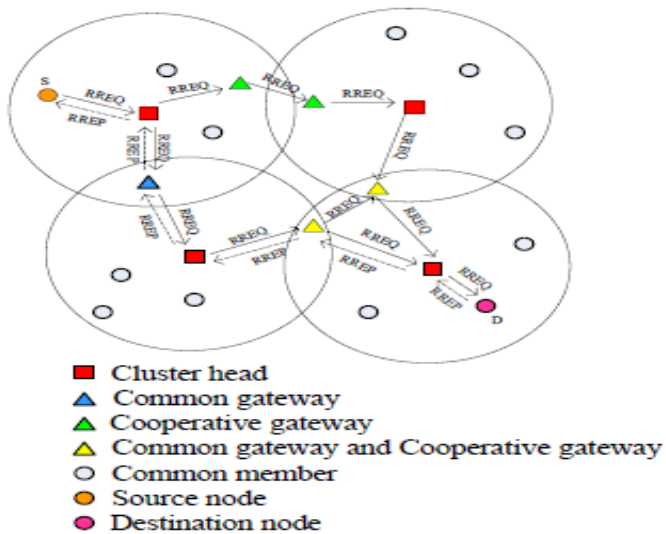 S
RREQ
RREP
RREQ
RREQ
RREQ
RREQ
RREP
RREQ
RREP
RREQ
RREQ
RREP
RREQ
RREQ
RREQ
RREP
RREQ
RREP
D
Cluster head
Common gateway
Cooperative gateway
Common gateway and Cooperative gateway
Common member
Source node
Destination node